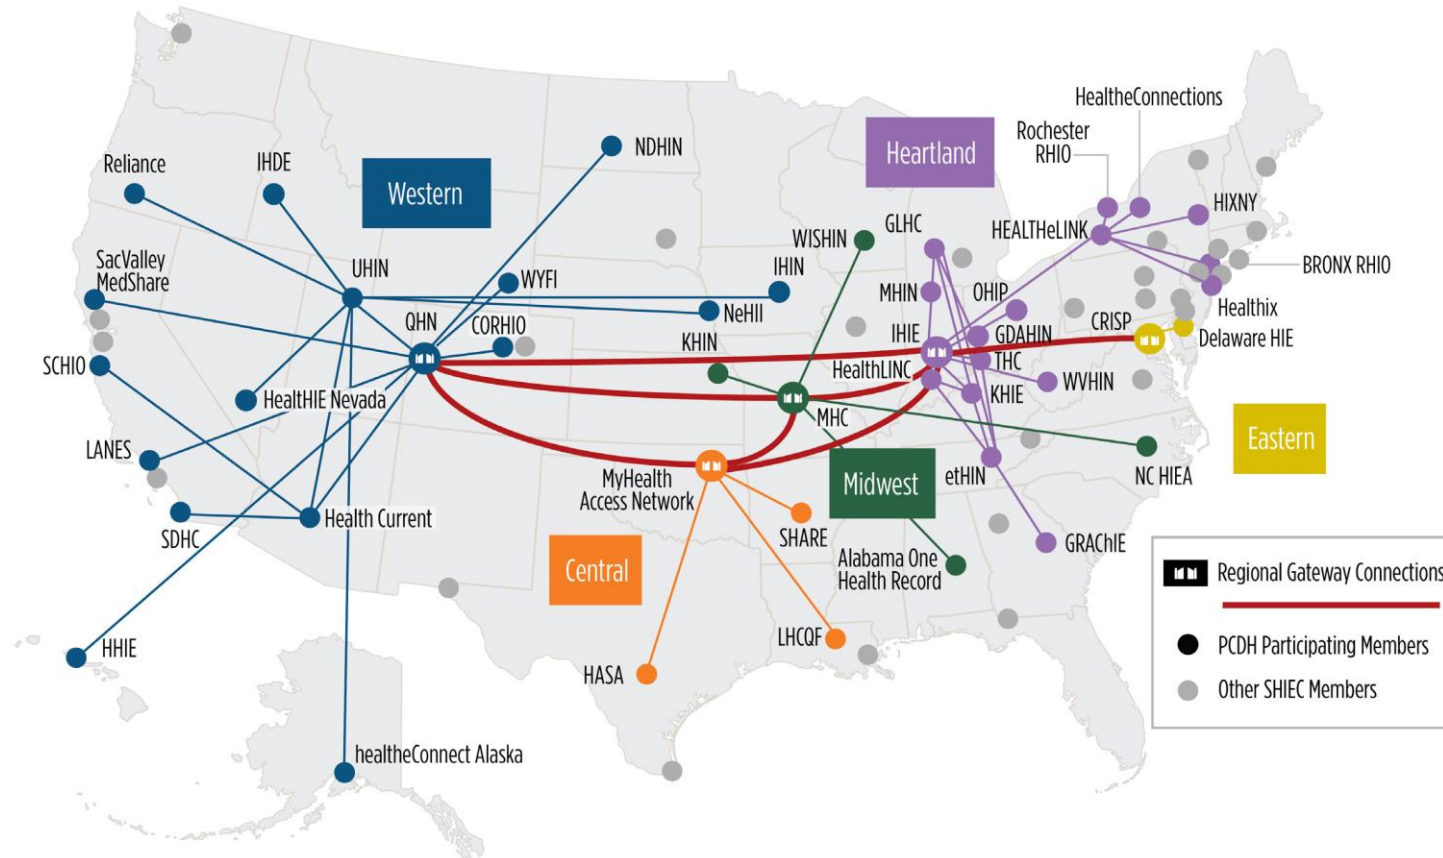 HealtheConnections
Rochester
RHIO
NDHIN
Heartland
Reliance
IHDE
Western
HIXNY
GLHC
HEALTHeLINK
WISHIN
SacValley
MedShare
UHIN
IHIN
BRONX RHIO
WYFI
MHIN
OHIP
NeHII
Healthix
QHN
CORHIO
CRISP
IHIE
GDAHIN
Delaware HIE
KHIN
THC
SCHIO
HealthLINC
WVHIN
KHIE
HealtHIE Nevada
MHC
Eastern
LANES
NC HIEA
etHIN
MyHealth
Access Network
Midwest
Health Current
SDHC
SHARE
GRAChIE
Central
Alabama One
Health Record
Regional Gateway Connections
LHCQF
HHIE
PCDH Participating Members
HASA
Other SHIEC Members
healtheConnect Alaska